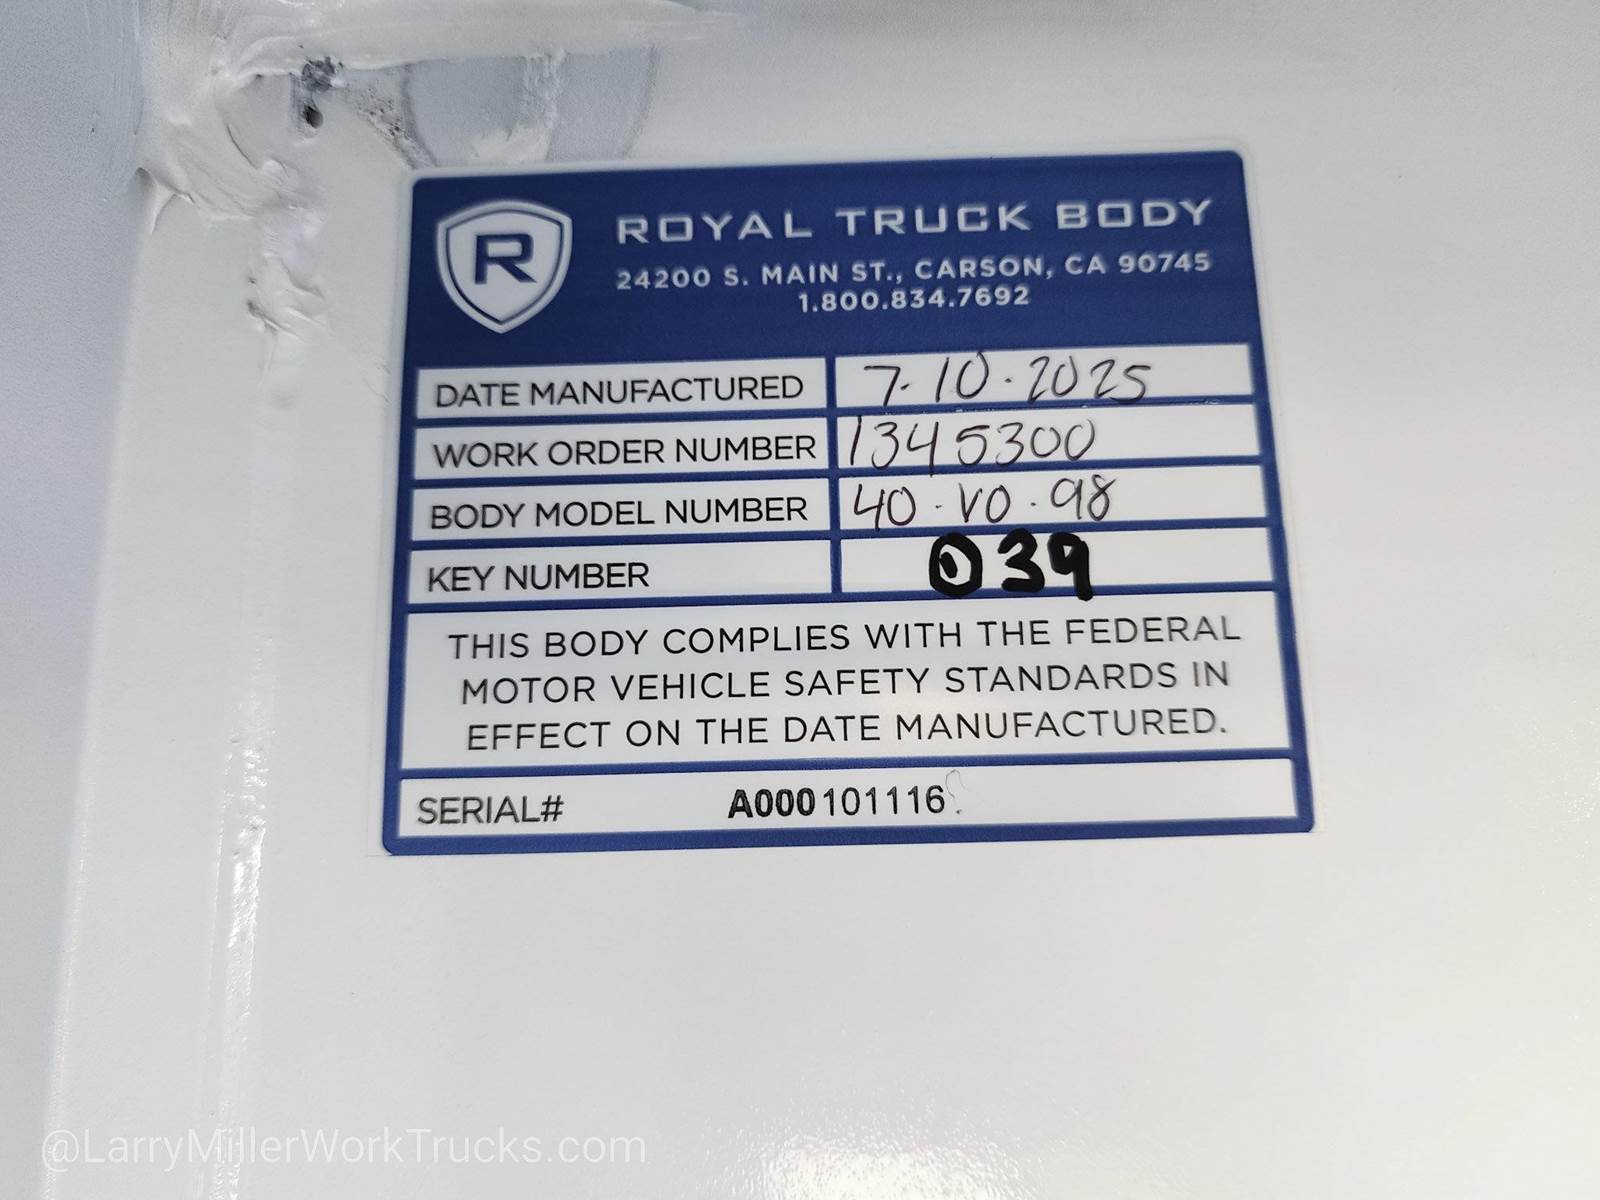 R
ROYAL TRUCK BODY
24200 S. MAIN ST., CARSON, CA 90745
1.800.834.7692
DATE MANUFACTURED 7-10-2025
WORK ORDER NUMBER 1345300
BODY MODEL NUMBER 40-VO-98
KEY NUMBER 039
THIS BODY COMPLIES WITH THE FEDERAL
MOTOR VEHICLE SAFETY STANDARDS IN
EFFECT ON THE DATE MANUFACTURED.
SERIAL# A000101116
@LarryMillerWorkTrucks.com